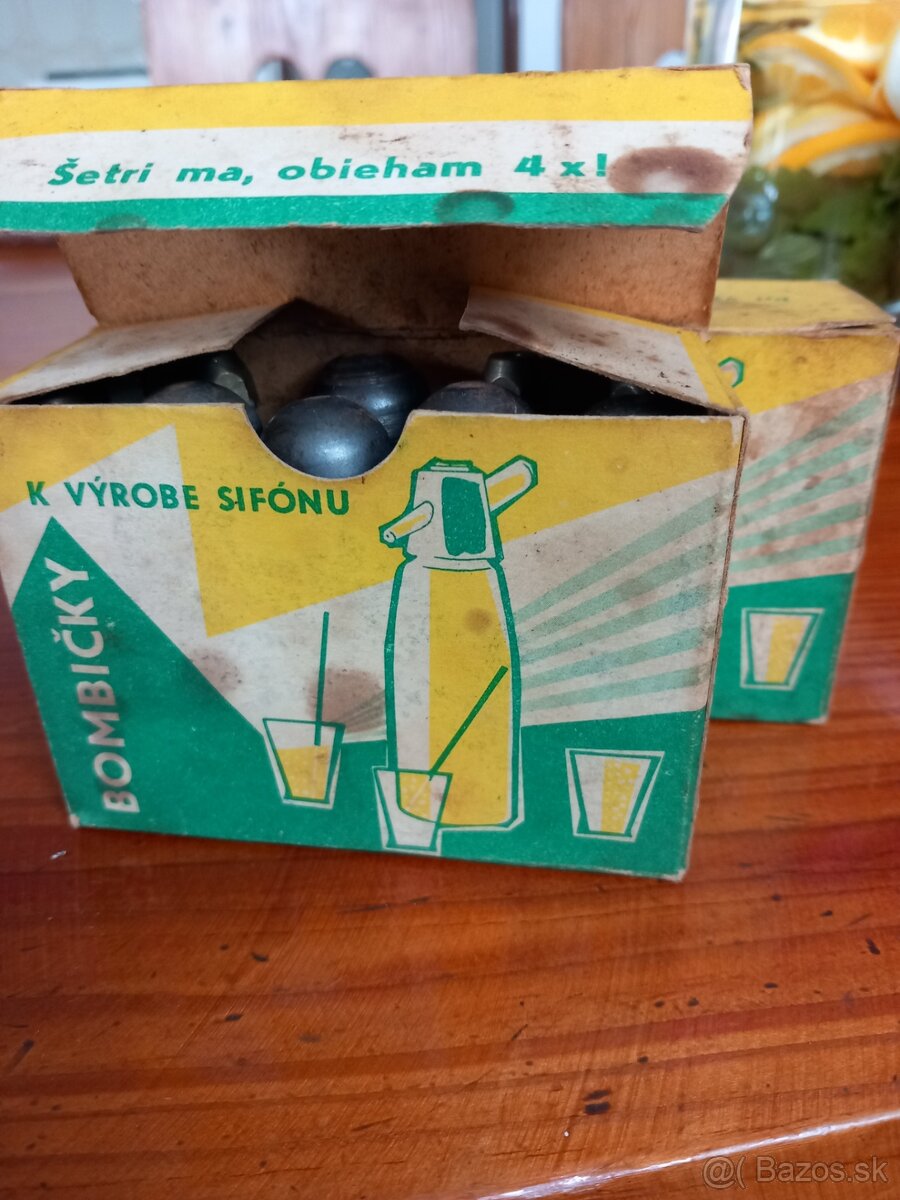 Šetri ma, obieham 4 x!
K VÝROBE SIFÓNU
BOMBIČKY
@( Bazos.sk